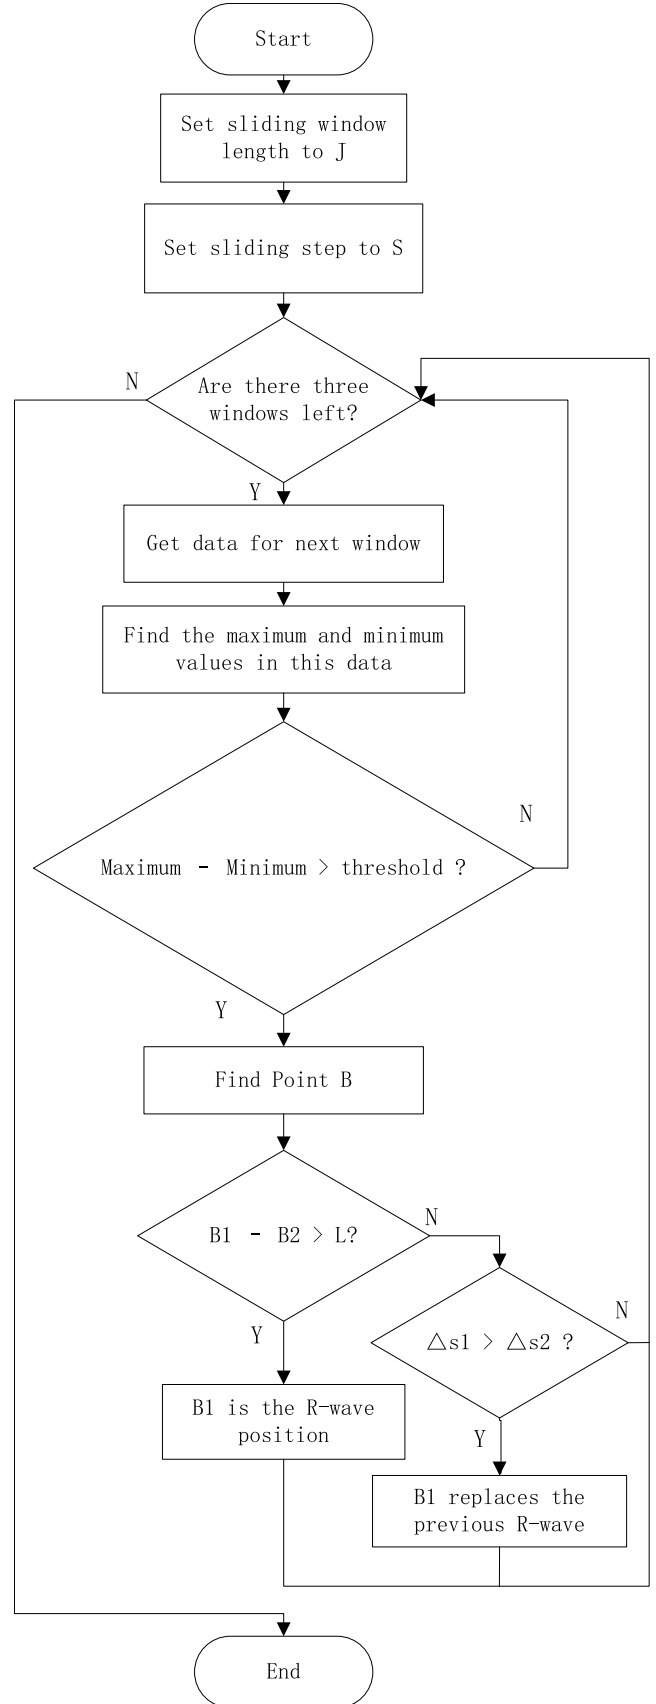 Start
Set sliding window
length to J
Set sliding step to S
N
Are there three
windows left?
Y
Get data for next window
Find the maximum and minimum
values in this data
N
Maximum - Minimum > threshold ?
Y
Find Point B
B1 - B2 > L?
N
Y
△s1 > △s2 ?
N
B1 is the R-wave
position
Y
B1 replaces the
previous R-wave
End